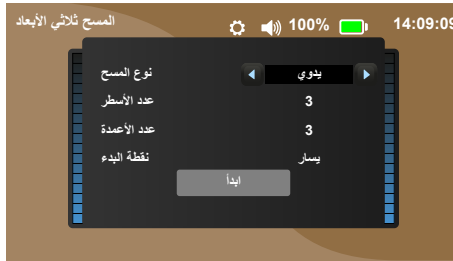 المسح ثلاثي الأبعاد 100% 14:09:09
نوع المسح يدوي
عدد الأسطر 3
عدد الأعمدة 3
نقطة البدء يسار
ابدأ